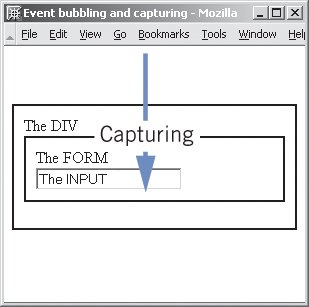 Event bubbling and capturing - Mozilla
File Edit View Go Bookmarks Tools Window Help
The DIV
Capturing
The FORM
The INPUT